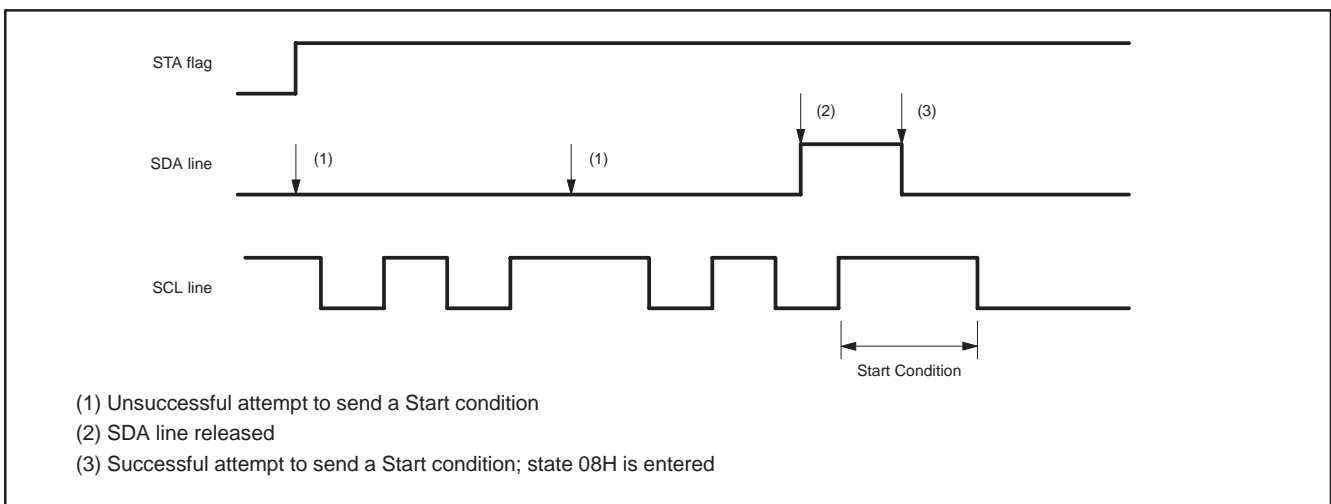 STA flag
(2)
(3)
SDA line
(1)
(1)
SCL line
Start Condition
(1) Unsuccessful attempt to send a Start condition
(2) SDA line released
(3) Successful attempt to send a Start condition; state 08H is entered